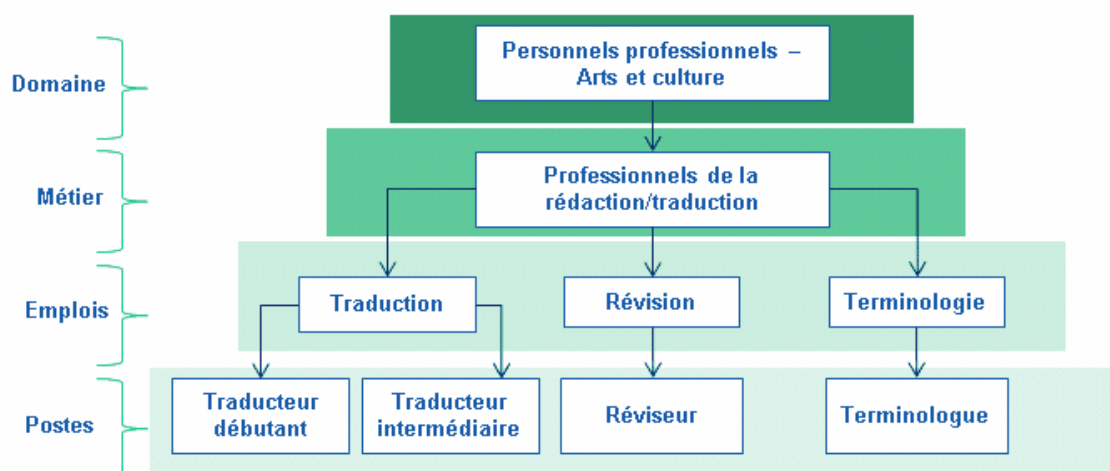 Domaine
Personnels professionnels –
Arts et culture
Métier
Professionnels de la
rédaction/traduction
Emplois
Traduction
Révision
Terminologie
Postes
Traducteur
débutant
Traducteur
intermédiaire
Réviseur
Terminologue